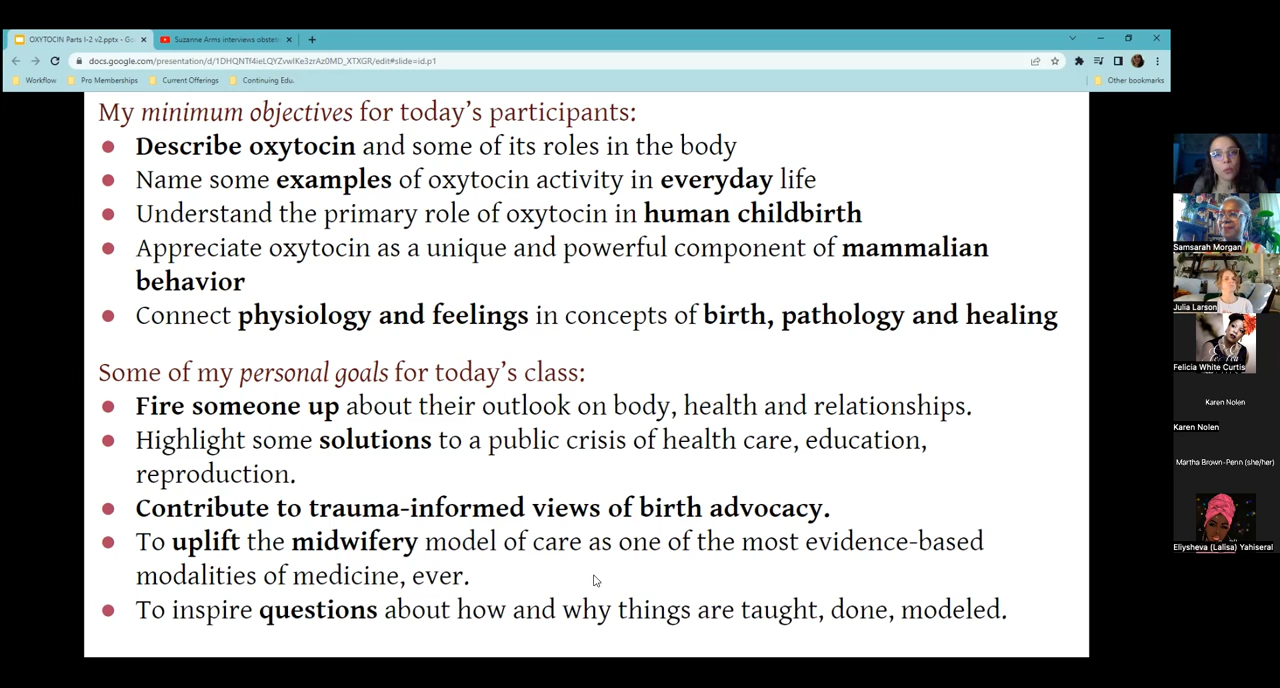 OXYTOCIN Parts I-2 v2.pptx - Go
Suzanne Arms interviews obstet
docs.google.com/presentation/d/1DHQNTf4ieLQYZvwIKe3zrAz0MD_XTXGR/edit#slide=id.p1
Workflow
Pro Memberships
Current Offerings
Continuing Edu.
Other bookmarks
My minimum objectives for today's participants:
● Describe oxytocin and some of its roles in the body
● Name some examples of oxytocin activity in everyday life
● Understand the primary role of oxytocin in human childbirth
● Appreciate oxytocin as a unique and powerful component of mammalian
behavior
● Connect physiology and feelings in concepts of birth, pathology and healing
Some of my personal goals for today's class:
● Fire someone up about their outlook on body, health and relationships.
● Highlight some solutions to a public crisis of health care, education,
reproduction.
● Contribute to trauma-informed views of birth advocacy.
● To uplift the midwifery model of care as one of the most evidence-based
modalities of medicine, ever.
● To inspire questions about how and why things are taught, done, modeled.
Samsarah Morgan
Julia Larson
Felicia White Curtis
Karen Nolen
Karen Nolen
Martha Brown-Penn (she/her)
Eliysheva (Lalisa) Yahiseral